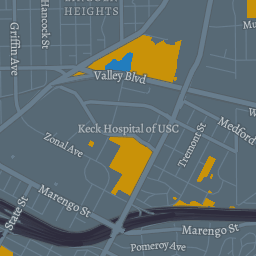 HEIGHTS
Griffin Ave
Hancock St
Mu
Valley Blvd
W
Medford
Keck Hospital of USC
Zonal Ave
Tremont St
Marengo St
State St
Marengo St
Pomeroy Ave